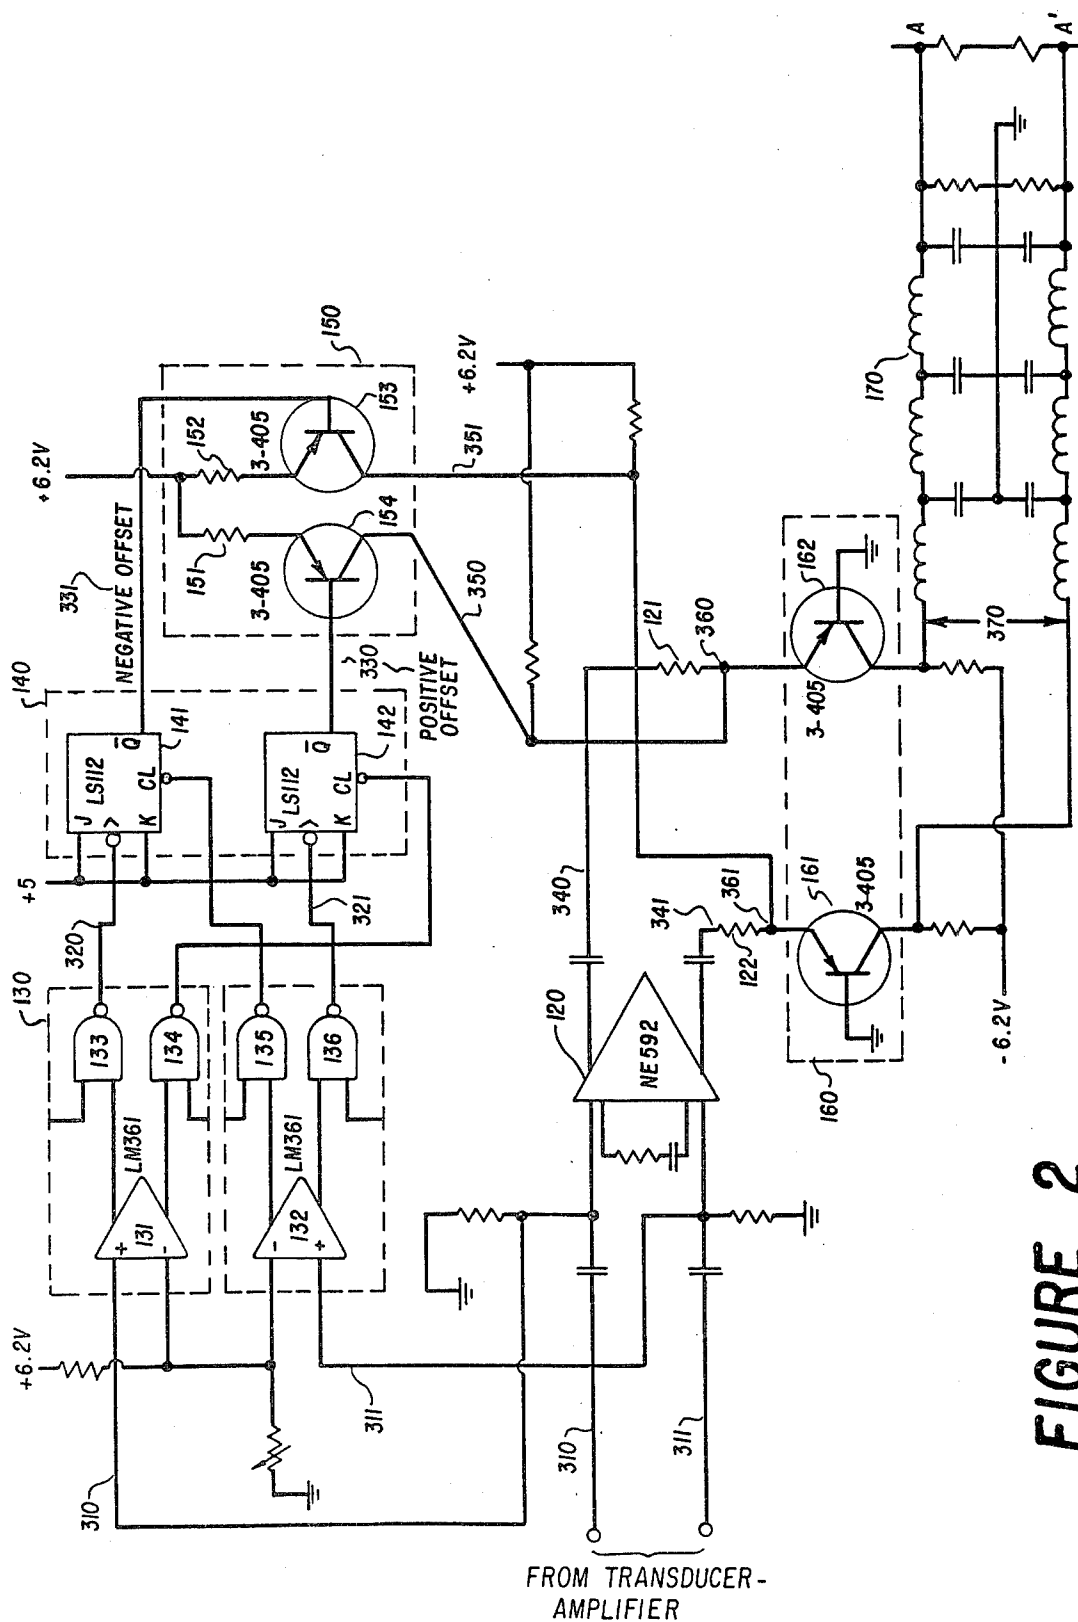 +6.2V
310
130
131
+
-
LM361
133
134
132
-
+
LM361
135
136
311
320
321
+5
140
J
LS112
K
Q̅
CL
141
J
LS112
K
Q̅
CL
142
331
NEGATIVE OFFSET
330
POSITIVE
OFFSET
+6.2V
150
151
152
3-405
153
3-405
154
350
351
+6.2V
FROM TRANSDUCER-
AMPLIFIER
310
311
120
NE592
340
341
121
122
360
361
160
161
3-405
162
3-405
-6.2V
370
170
A
A'
FIGURE 2